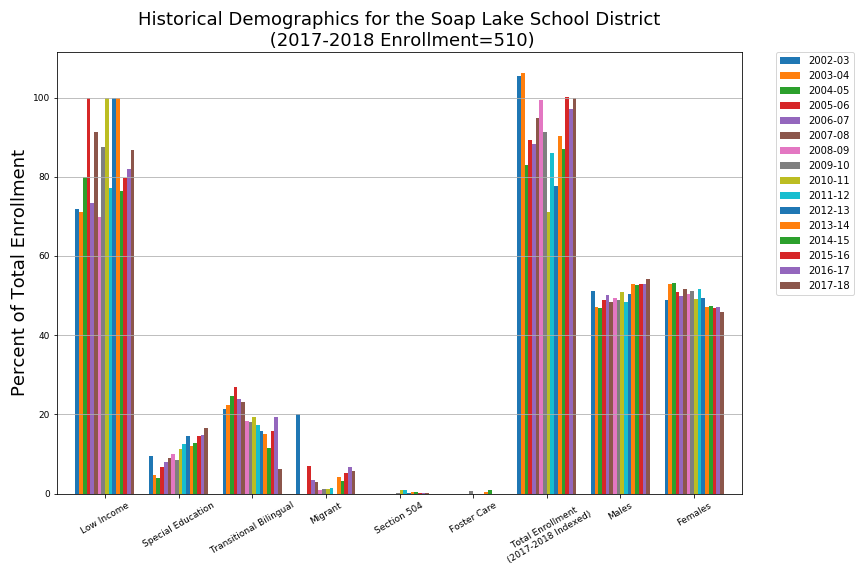 Historical Demographics for the Soap Lake School District
(2017-2018 Enrollment=510)
Percent of Total Enrollment
100
80
60
40
20
0
Low Income
Special Education
Transitional Bilingual
Migrant
Section 504
Foster Care
Total Enrollment
(2017-2018 Indexed)
Males
Females
2002-03
2003-04
2004-05
2005-06
2006-07
2007-08
2008-09
2009-10
2010-11
2011-12
2012-13
2013-14
2014-15
2015-16
2016-17
2017-18